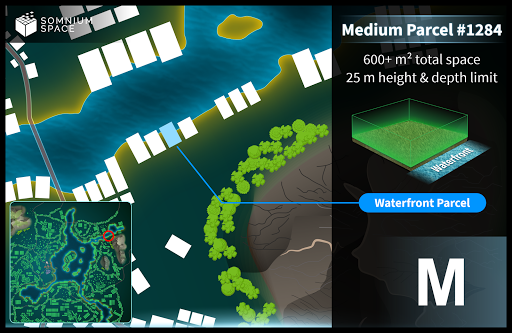 SOMNIUM
SPACE
Medium Parcel #1284
600+ m² total space
25 m height & depth limit
Waterfront
Waterfront Parcel
M